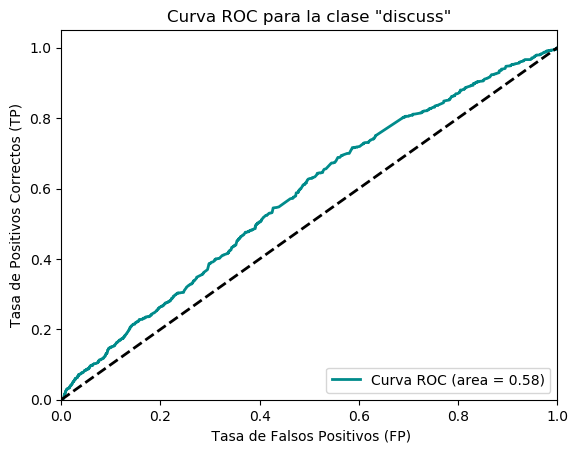 Curva ROC para la clase "discuss"
Tasa de Positivos Correctos (TP)
1.0
0.8
0.6
0.4
0.2
0.0
0.0 0.2 0.4 0.6 0.8 1.0
Curva ROC (area = 0.58)
Tasa de Falsos Positivos (FP)